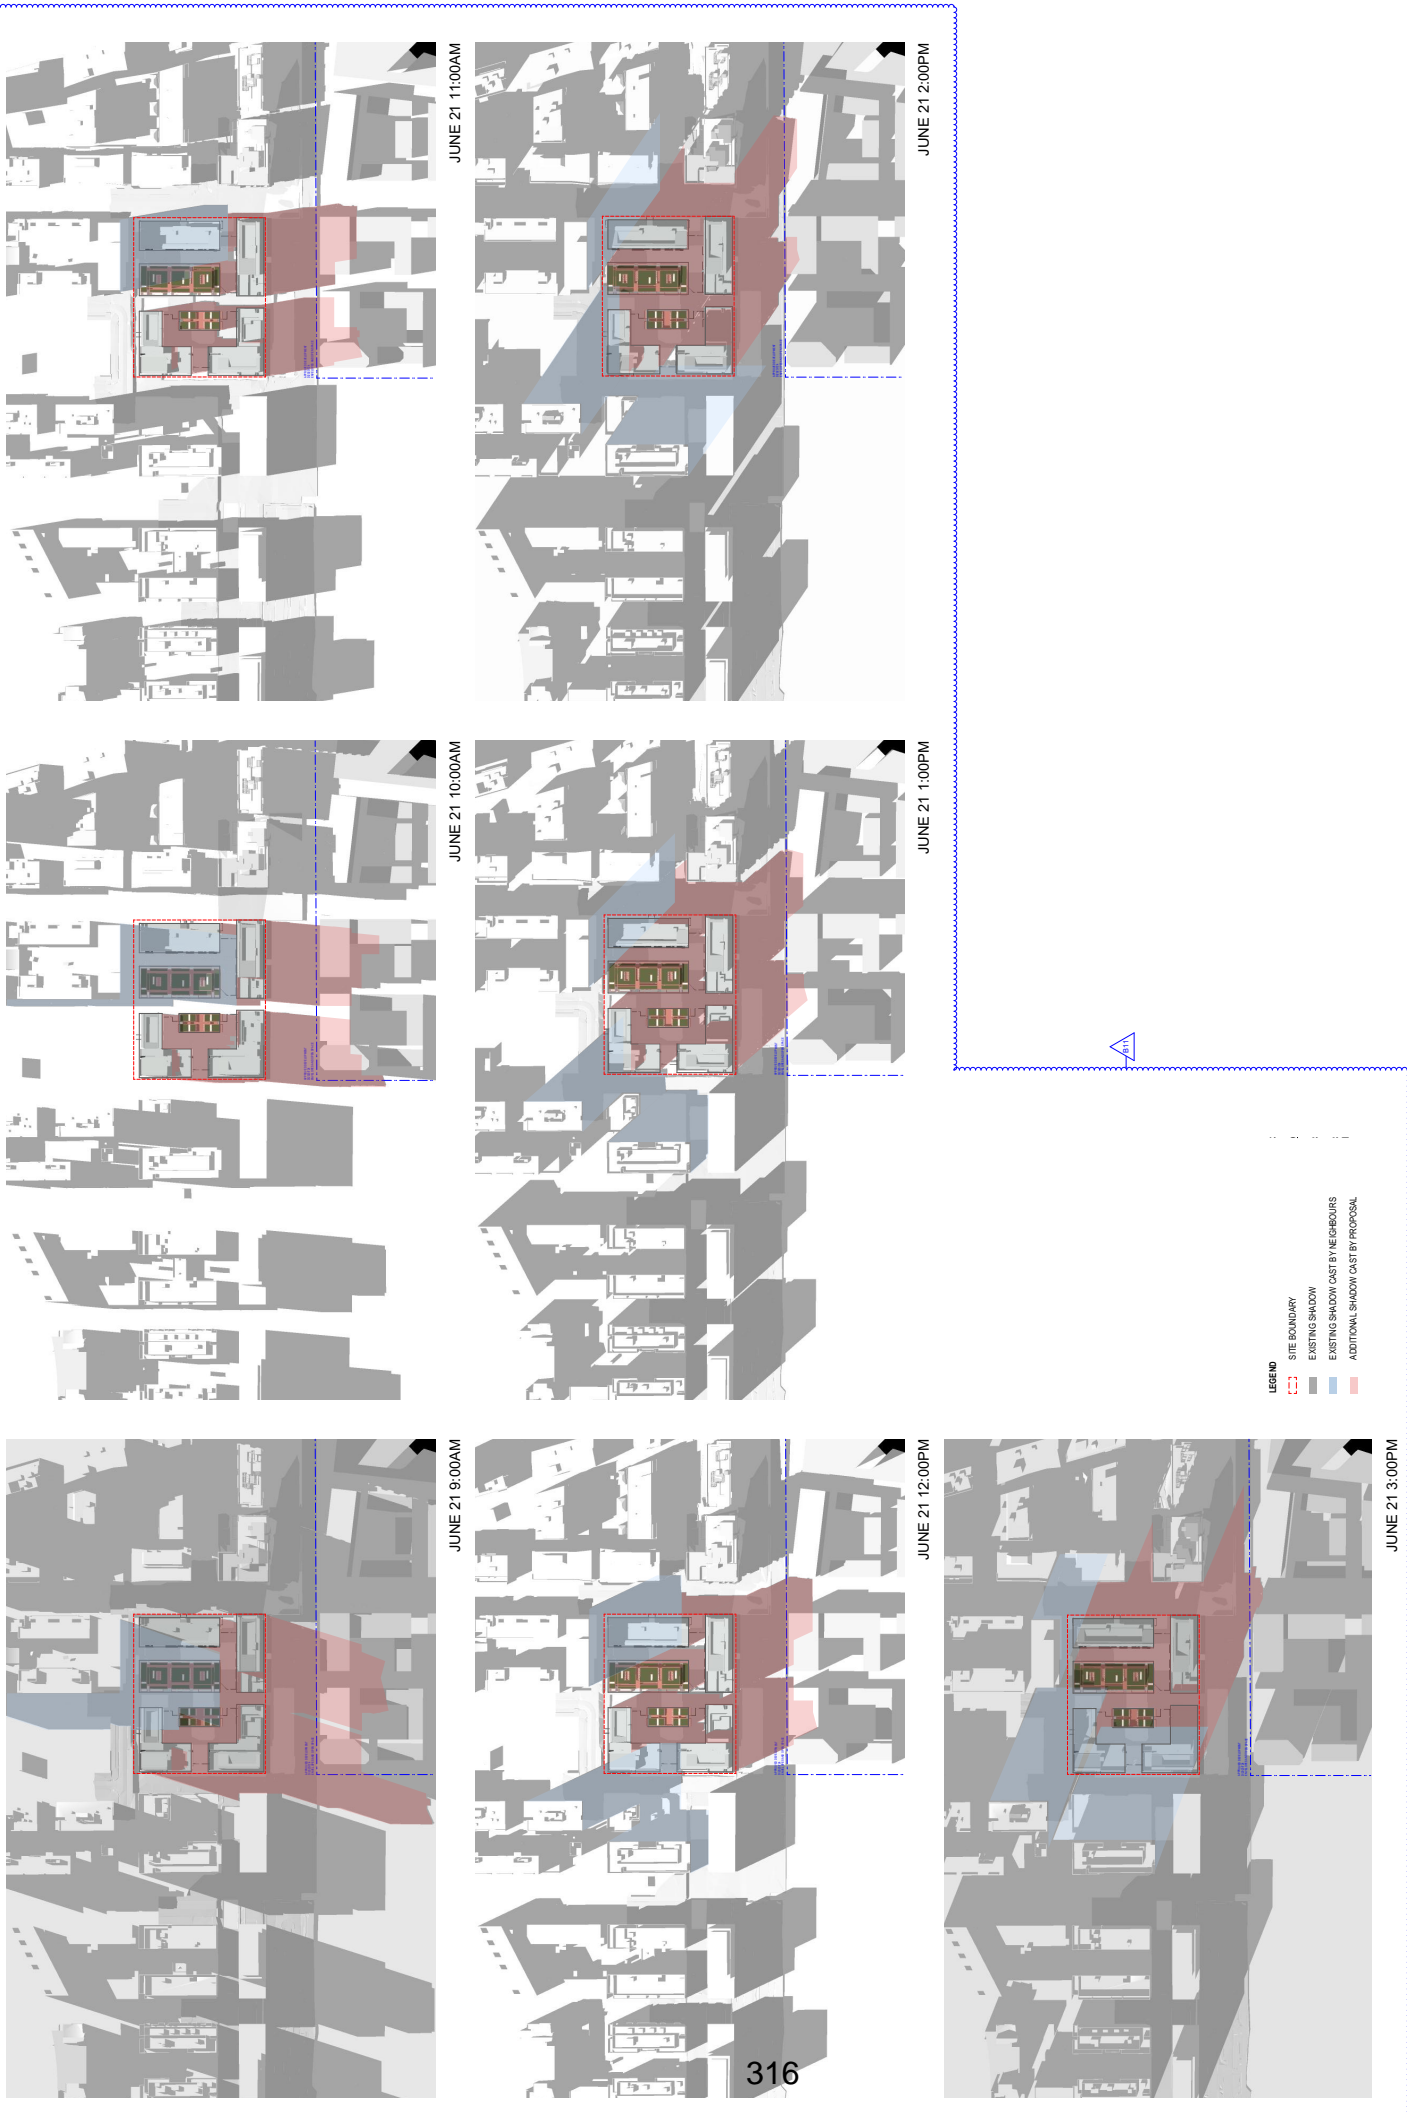 JUNE 21 9:00AM
JUNE 21 10:00AM
JUNE 21 11:00AM
JUNE 21 12:00PM
JUNE 21 1:00PM
JUNE 21 2:00PM
JUNE 21 3:00PM
LEGEND
SITE BOUNDARY
EXISTING SHADOW
EXISTING SHADOW CAST BY NEIGHBOURS
ADDITIONAL SHADOW CAST BY PROPOSAL
B11
316